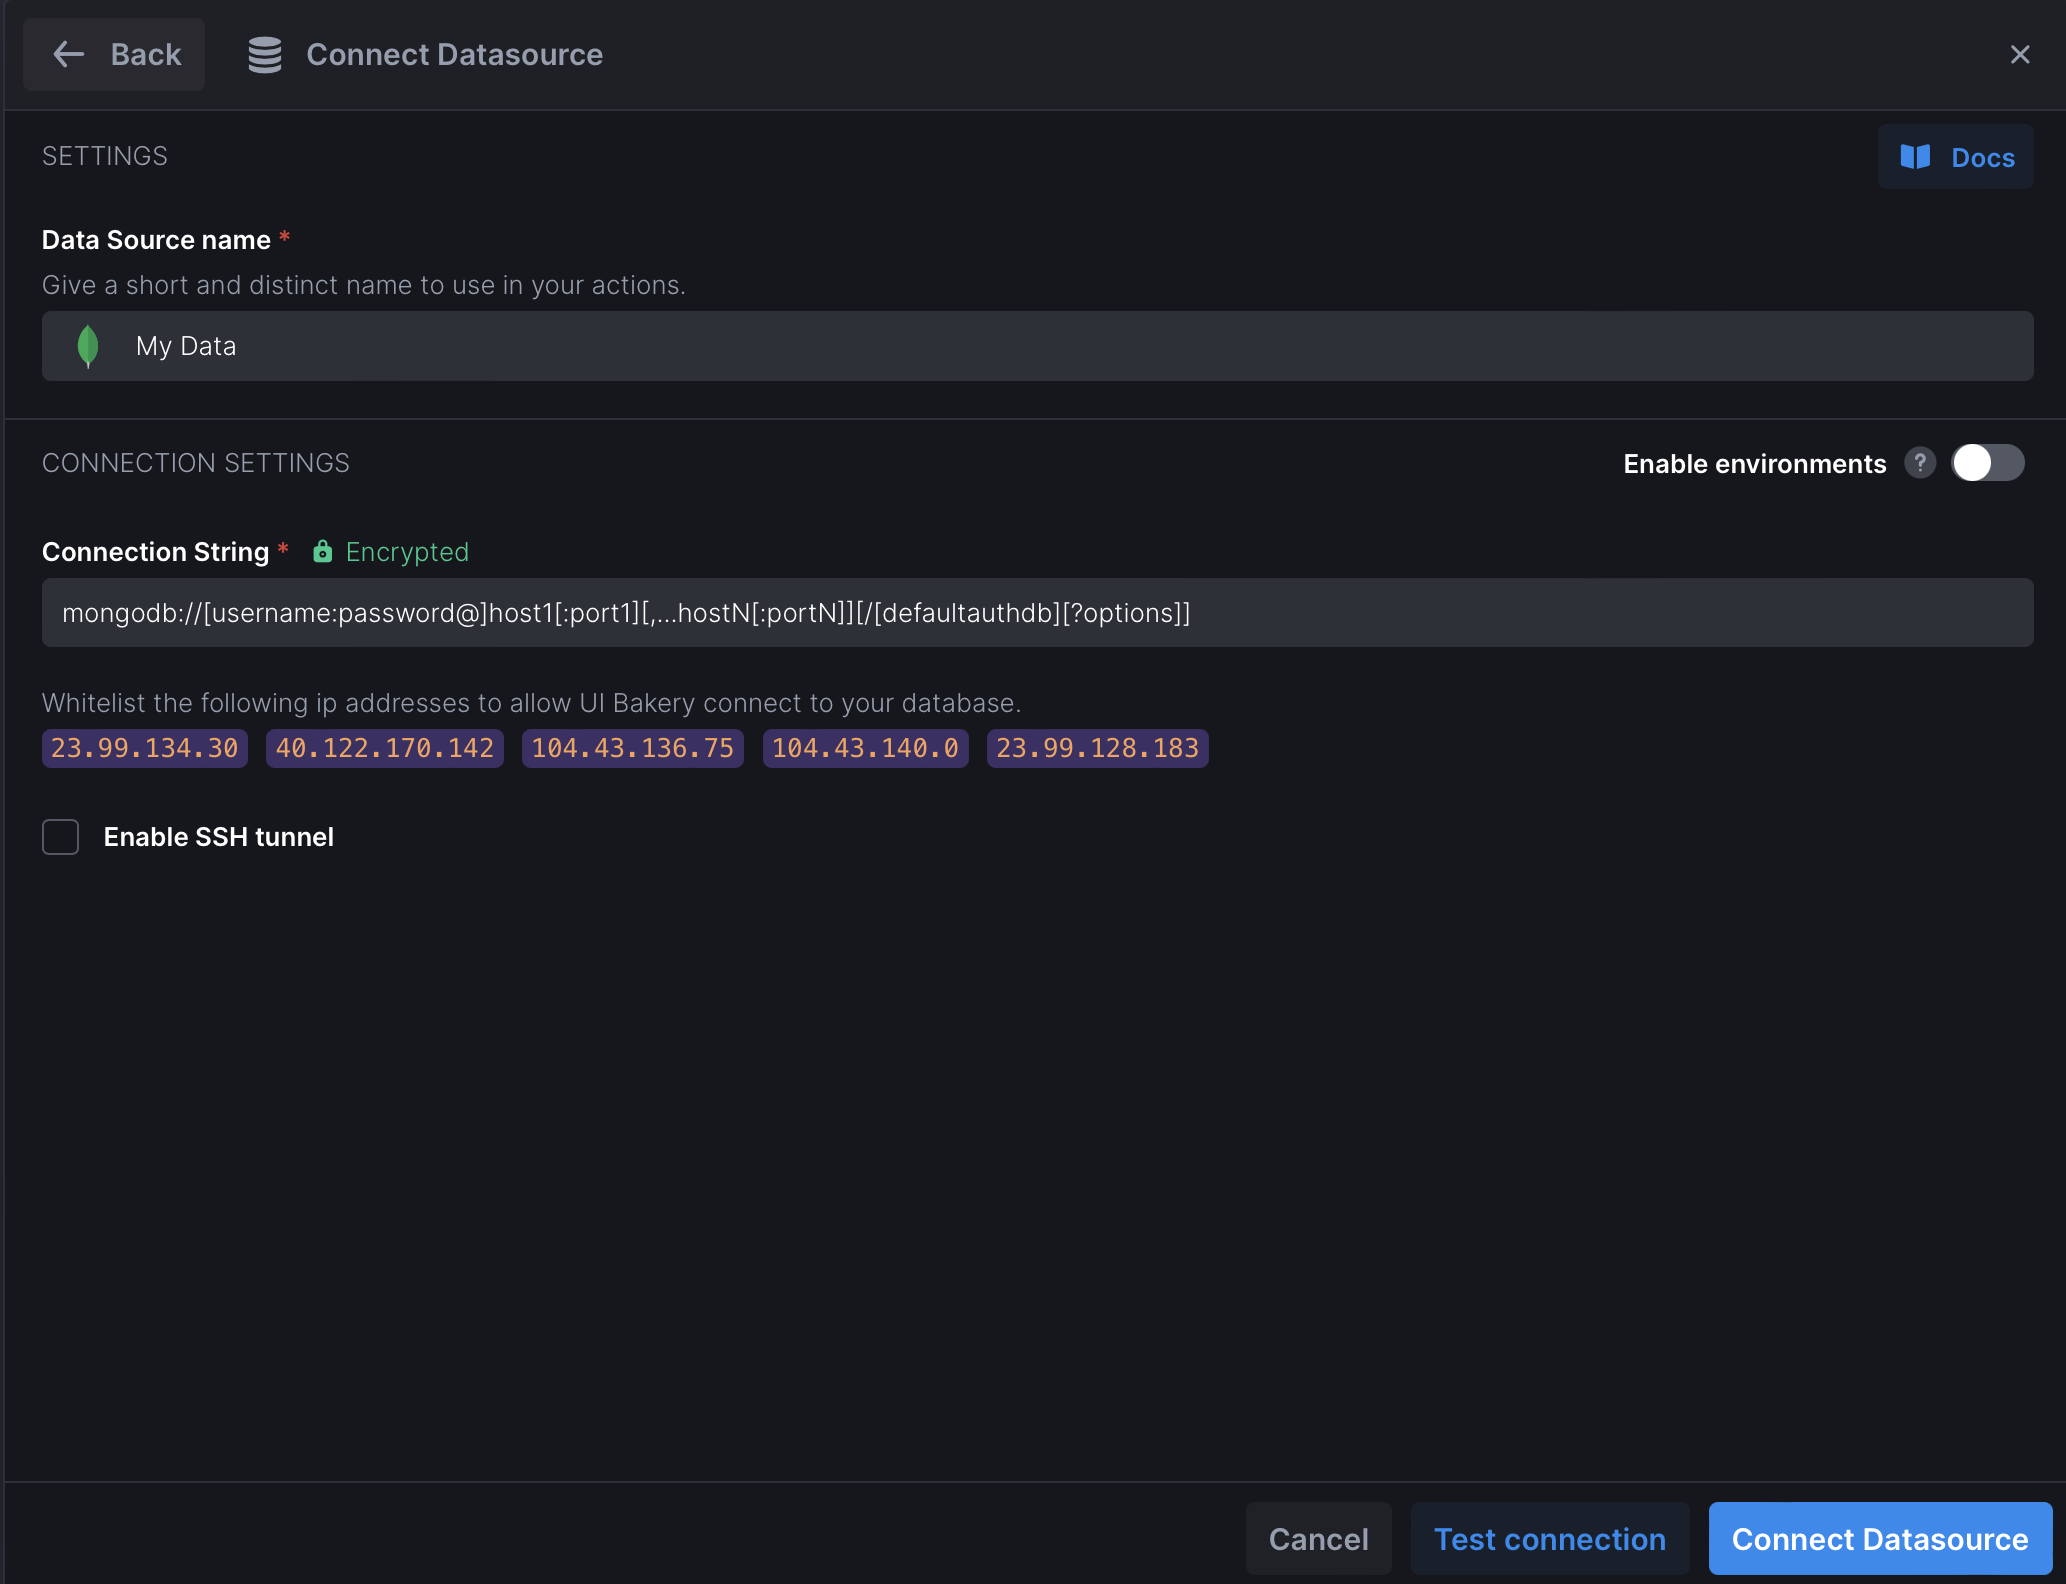 Back Connect Datasource
SETTINGS Docs
Data Source name *
Give a short and distinct name to use in your actions.
My Data
CONNECTION SETTINGS Enable environments ?
Connection String * Encrypted
mongodb://[username:password@]host1[:port1][,...hostN[:portN]][/[defaultauthdb][?options]]
Whitelist the following ip addresses to allow UI Bakery connect to your database.
23.99.134.30 40.122.170.142 104.43.136.75 104.43.140.0 23.99.128.183
Enable SSH tunnel
Cancel Test connection Connect Datasource